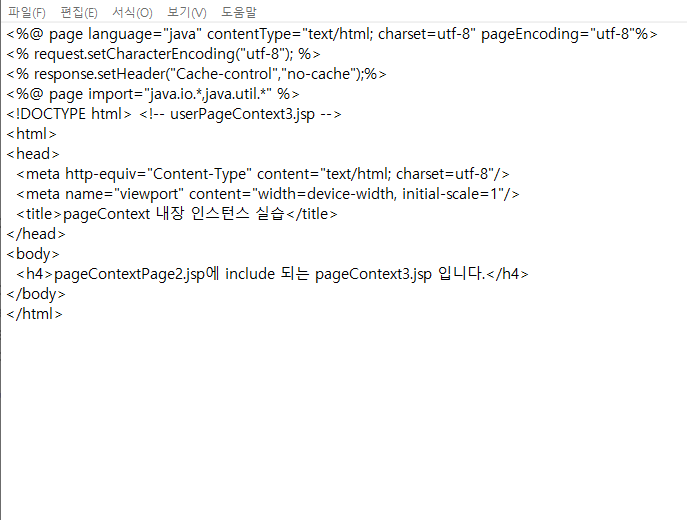 파일(F) 편집(E) 서식(O) 보기(V) 도움말
<%@ page language="java" contentType="text/html; charset=utf-8" pageEncoding="utf-8"%>
<% request.setCharacterEncoding("utf-8"); %>
<% response.setHeader("Cache-control","no-cache");%>
<%@ page import="java.io.*,java.util.*" %>
<!DOCTYPE html> <!-- userPageContext3.jsp -->
<html>
<head>
  <meta http-equiv="Content-Type" content="text/html; charset=utf-8"/>
  <meta name="viewport" content="width=device-width, initial-scale=1"/>
  <title>pageContext 내장 인스턴스 실습</title>
</head>
<body>
  <h4>pageContextPage2.jsp에 include 되는 pageContext3.jsp 입니다.</h4>
</body>
</html>